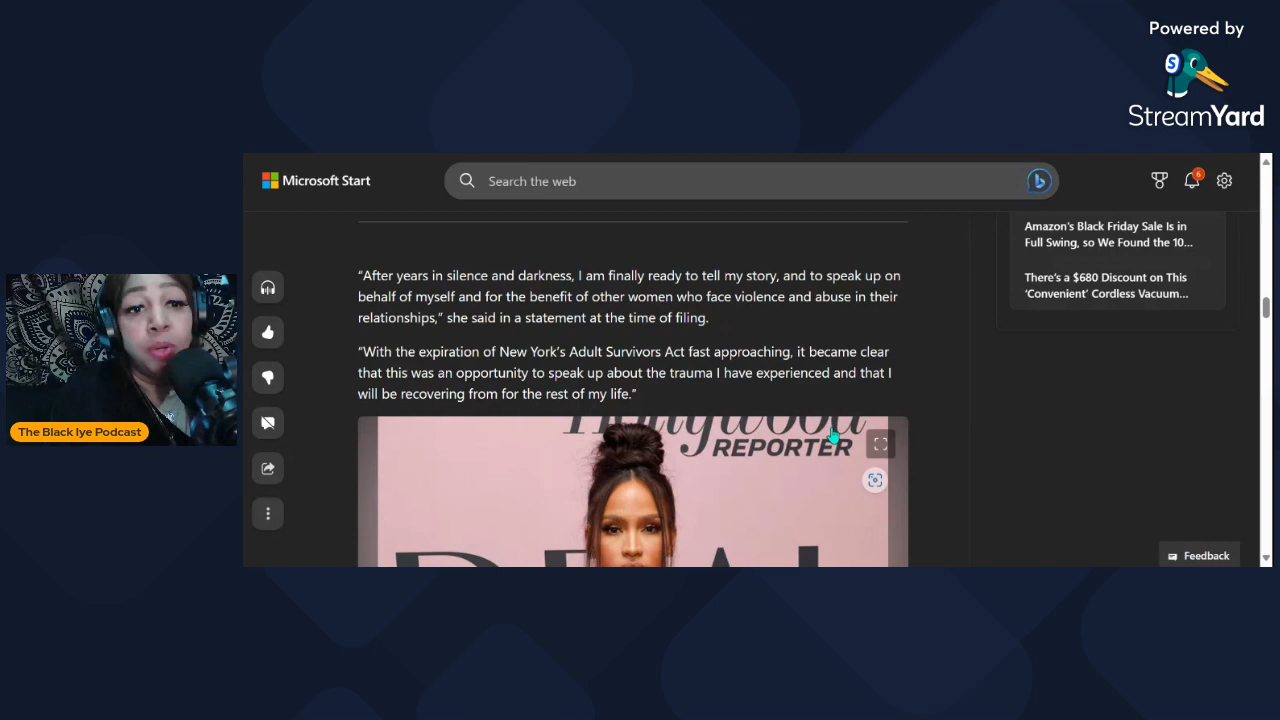 Powered by
StreamYard
Microsoft Start
Search the web
6
Amazon's Black Friday Sale Is in
Full Swing, so We Found the 10...
There's a $680 Discount on This
‘Convenient’ Cordless Vacuum...
“After years in silence and darkness, I am finally ready to tell my story, and to speak up on
behalf of myself and for the benefit of other women who face violence and abuse in their
relationships,” she said in a statement at the time of filing.
“With the expiration of New York’s Adult Survivors Act fast approaching, it became clear
that this was an opportunity to speak up about the trauma I have experienced and that I
will be recovering from for the rest of my life.”
Hollywood
REPORTER
The Black Iye Podcast
Feedback